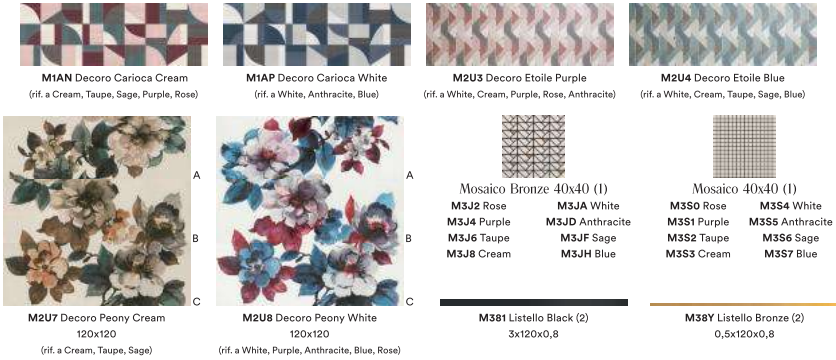 M1AN Decoro Carioca Cream
(rif. a Cream, Taupe, Sage, Purple, Rose)
M1AP Decoro Carioca White
(rif. a White, Anthracite, Blue)
M2U3 Decoro Etoile Purple
(rif. a White, Cream, Purple, Rose, Anthracite)
M2U4 Decoro Etoile Blue
(rif. a White, Cream, Taupe, Sage, Blue)
A
B
C
M2U7 Decoro Peony Cream
120x120
(rif. a Cream, Taupe, Sage)
A
B
C
M2U8 Decoro Peony White
120x120
(rif. a White, Purple, Anthracite, Blue, Rose)
Mosaico Bronze 40x40 (1)
M3J2 Rose
M3JA White
M3J4 Purple
M3JD Anthracite
M3J6 Taupe
M3JF Sage
M3J8 Cream
M3JH Blue
Mosaico 40x40 (1)
M3S0 Rose
M3S4 White
M3S1 Purple
M3S5 Anthracite
M3S2 Taupe
M3S6 Sage
M3S3 Cream
M3S7 Blue
M381 Listello Black (2)
3x120x0,8
M38Y Listello Bronze (2)
0,5x120x0,8